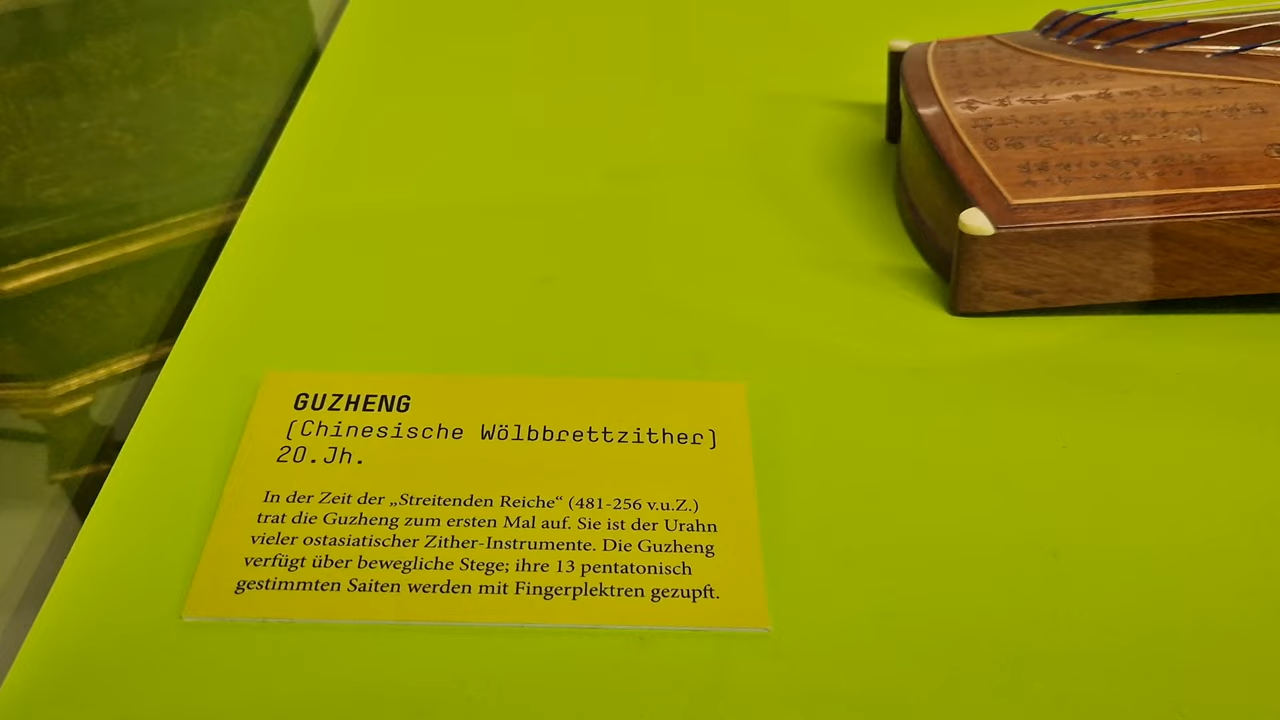 GUZHENG
(Chinesische Wölbbrettzither)
20.Jh.
In der Zeit der „Streitenden Reiche“ (481-256 v.u.Z.)
trat die Guzheng zum ersten Mal auf. Sie ist der Urahn
vieler ostasiatischer Zither-Instrumente. Die Guzheng
verfügt über bewegliche Stege; ihre 13 pentatonisch
gestimmten Saiten werden mit Fingerplektren gezupft.